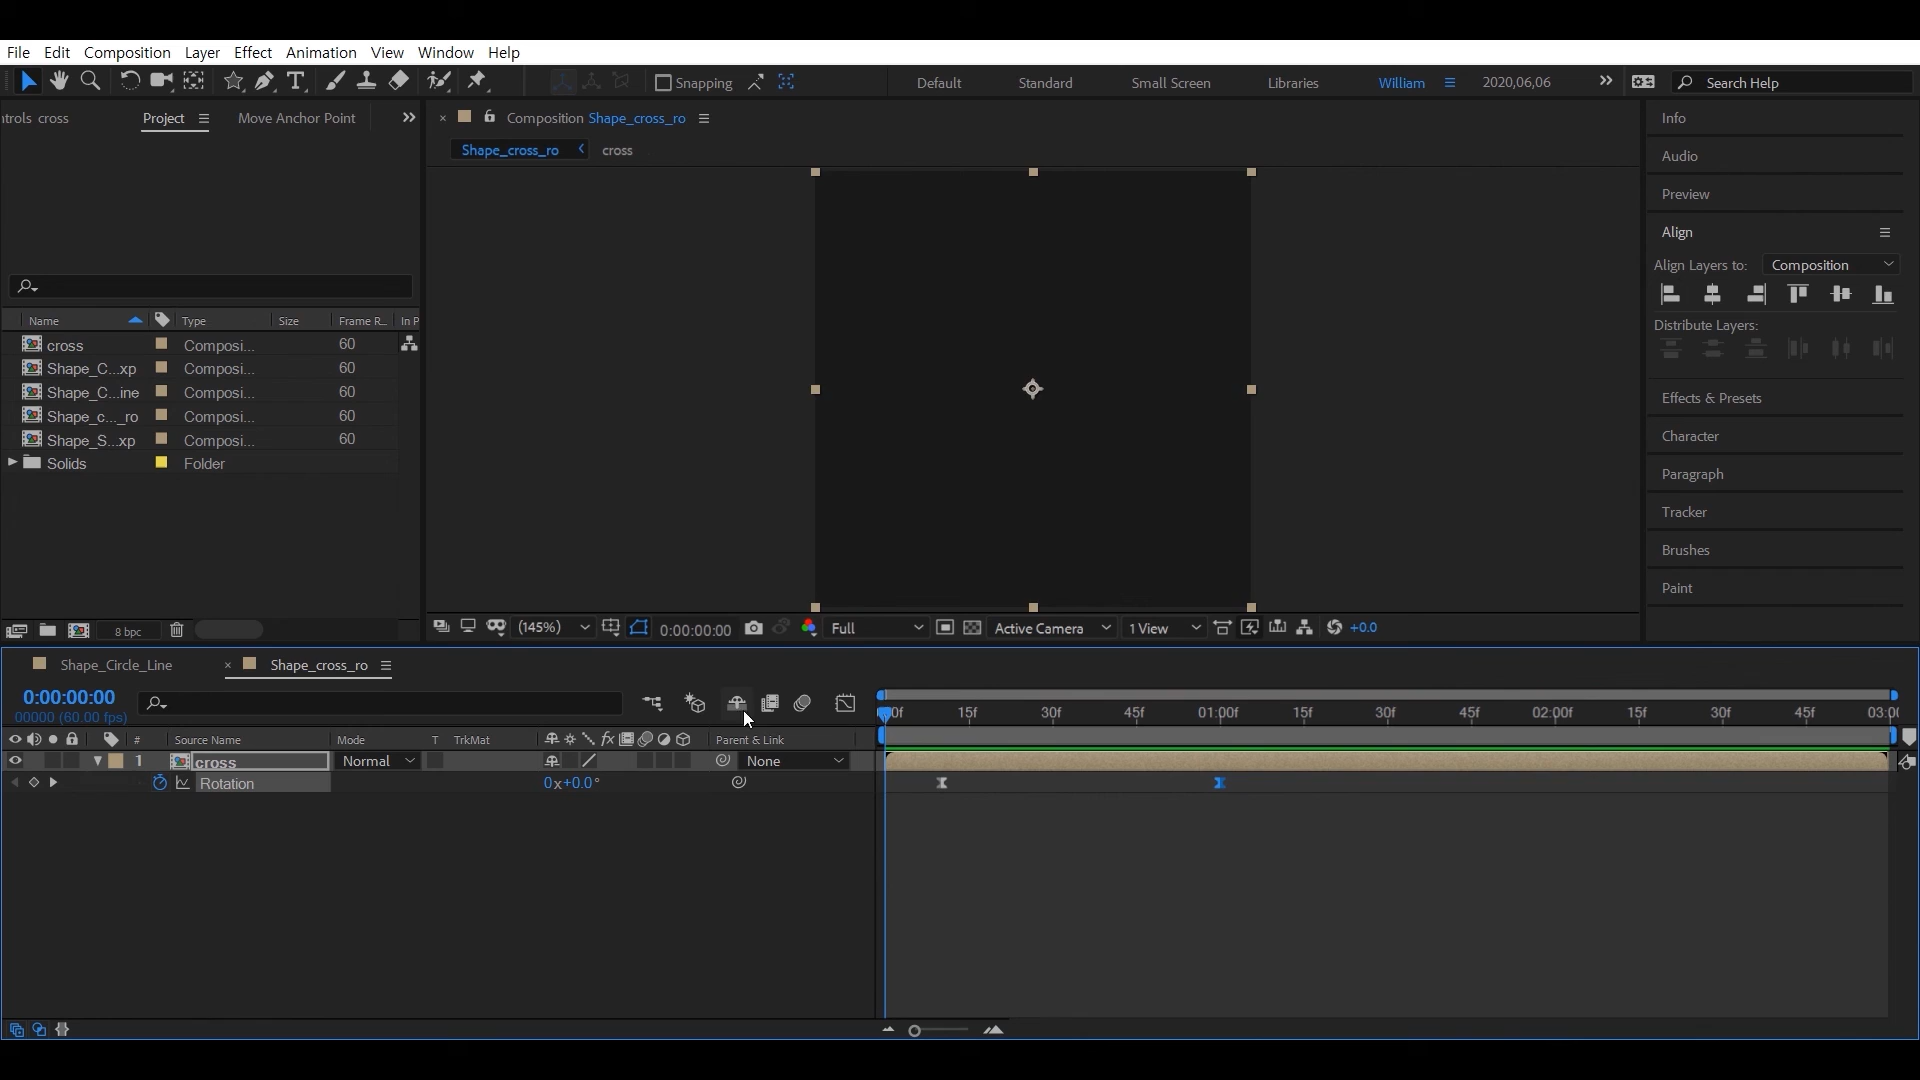 File Edit Composition Layer Effect Animation View Window Help
Snapping Default Standard Small Screen Libraries William 2020,06,06 Search Help
ntrols cross Project Move Anchor Point
Composition Shape_cross_ro
Shape_cross_ro cross
Info
Audio
Preview
Align
Align Layers to: Composition
Distribute Layers:
Effects & Presets
Character
Paragraph
Tracker
Brushes
Paint
Name Type Size Frame R... In P
cross Composi... 60
Shape_C...xp Composi... 60
Shape_C...ine Composi... 60
Shape_c..._ro Composi... 60
Shape_S...xp Composi... 60
Solids Folder
8 bpc
(145%) 0:00:00:00 Full Active Camera 1 View +0.0
Shape_Circle_Line Shape_cross_ro
0:00:00:00
00000 (60.00 fps)
00f 15f 30f 45f 01:00f 15f 30f 45f 02:00f 15f 30f 45f 03:00
# Source Name Mode T TrkMat fx Parent & Link
1 cross Normal None
Rotation 0x+0.0°